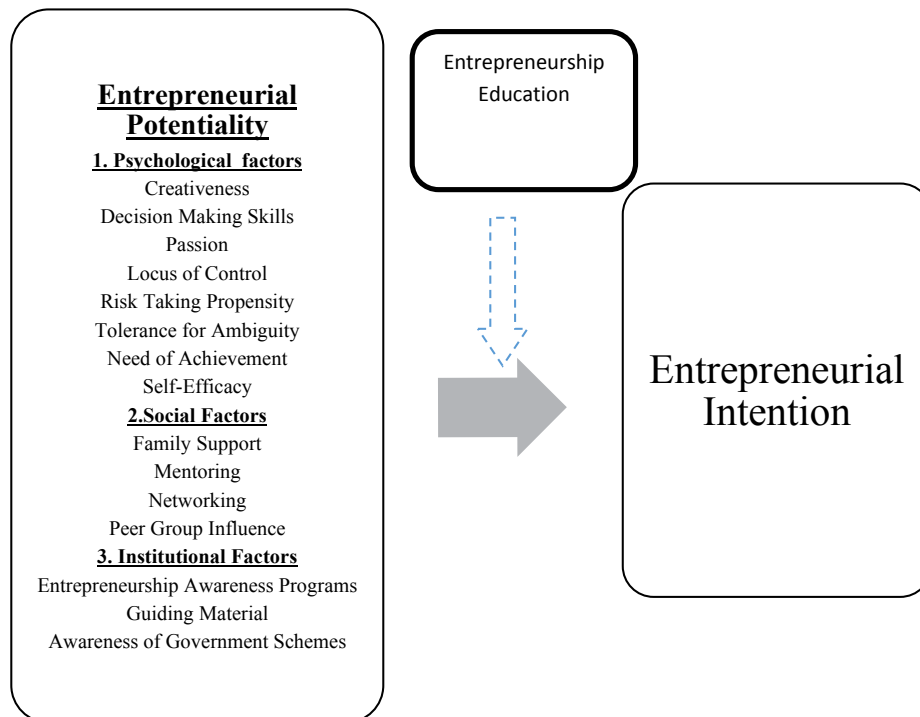 Entrepreneurial
Potentiality
1. Psychological factors
Creativeness
Decision Making Skills
Passion
Locus of Control
Risk Taking Propensity
Tolerance for Ambiguity
Need of Achievement
Self-Efficacy
2.Social Factors
Family Support
Mentoring
Networking
Peer Group Influence
3. Institutional Factors
Entrepreneurship Awareness Programs
Guiding Material
Awareness of Government Schemes
Entrepreneurship
Education
Entrepreneurial
Intention